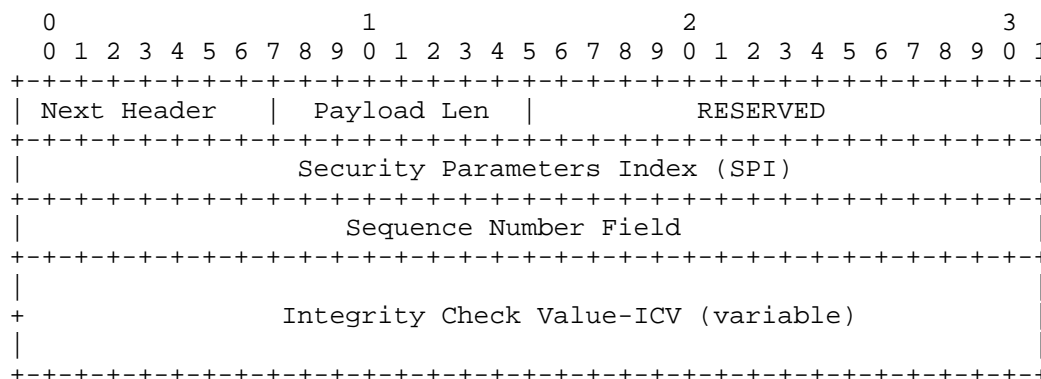 0                   1                   2                   3
0 1 2 3 4 5 6 7 8 9 0 1 2 3 4 5 6 7 8 9 0 1 2 3 4 5 6 7 8 9 0 1
+-+-+-+-+-+-+-+-+-+-+-+-+-+-+-+-+-+-+-+-+-+-+-+-+-+-+-+-+-+-+-+-+
| Next Header   |  Payload Len  |          RESERVED             |
+-+-+-+-+-+-+-+-+-+-+-+-+-+-+-+-+-+-+-+-+-+-+-+-+-+-+-+-+-+-+-+-+
|                 Security Parameters Index (SPI)               |
+-+-+-+-+-+-+-+-+-+-+-+-+-+-+-+-+-+-+-+-+-+-+-+-+-+-+-+-+-+-+-+-+
|                    Sequence Number Field                      |
+-+-+-+-+-+-+-+-+-+-+-+-+-+-+-+-+-+-+-+-+-+-+-+-+-+-+-+-+-+-+-+-+
|                                                               |
+                Integrity Check Value-ICV (variable)           |
|                                                               |
+-+-+-+-+-+-+-+-+-+-+-+-+-+-+-+-+-+-+-+-+-+-+-+-+-+-+-+-+-+-+-+-+